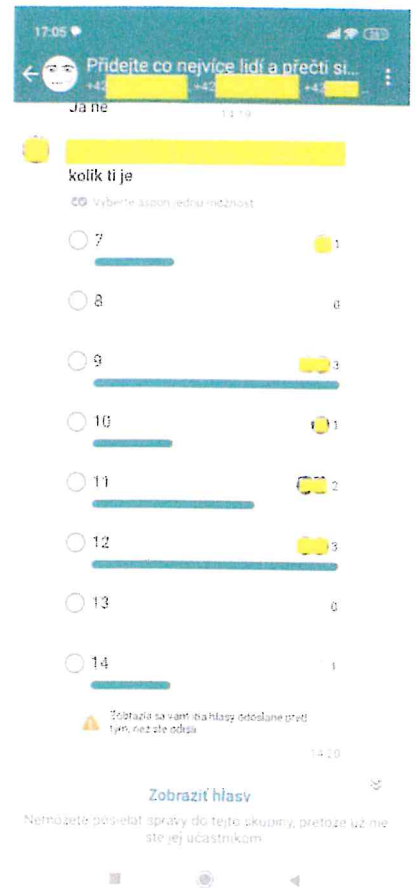 17:05
Přidejte co nejvíce lidí a přečti si...
+42 +42 +42 ...
Ja ne
14:19
kolik ti je
Vyberte aspoň jednu možnosť
7 1
8 0
9 3
10 1
11 2
12 3
13 0
14 1
Zobrazia sa vám iba hlasy odoslané pred
tým, než ste odišli
14:20
Zobraziť hlasy
Nemôžete posielať správy do tejto skupiny, pretože už nie
ste jej účastníkom